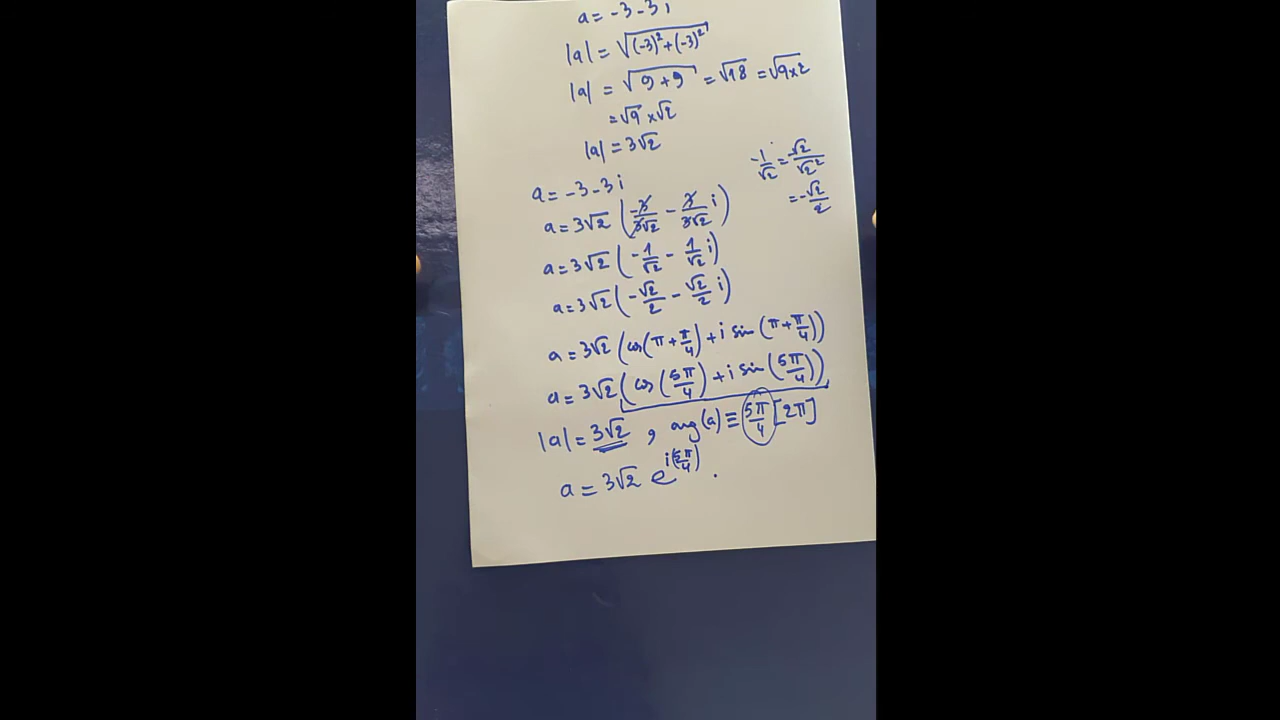 a = -3 - 3i
|a| = √((-3)² + (-3)²)
|a| = √(9 + 9) = √18 = √(9×2)
= √9 × √2
|a| = 3√2
-1/√2 = -√2/√2²
= -√2/2
a = -3 - 3i
a = 3√2 (-3/3√2 - 3/3√2 i)
a = 3√2 (-1/√2 - 1/√2 i)
a = 3√2 (-√2/2 - √2/2 i)
a = 3√2 (cos(π + π/4) + i sin(π + π/4))
a = 3√2 (cos(5π/4) + i sin(5π/4))
|a| = 3√2 , arg(a) ≡ 5π/4 [2π]
a = 3√2 e^i(5π/4) .